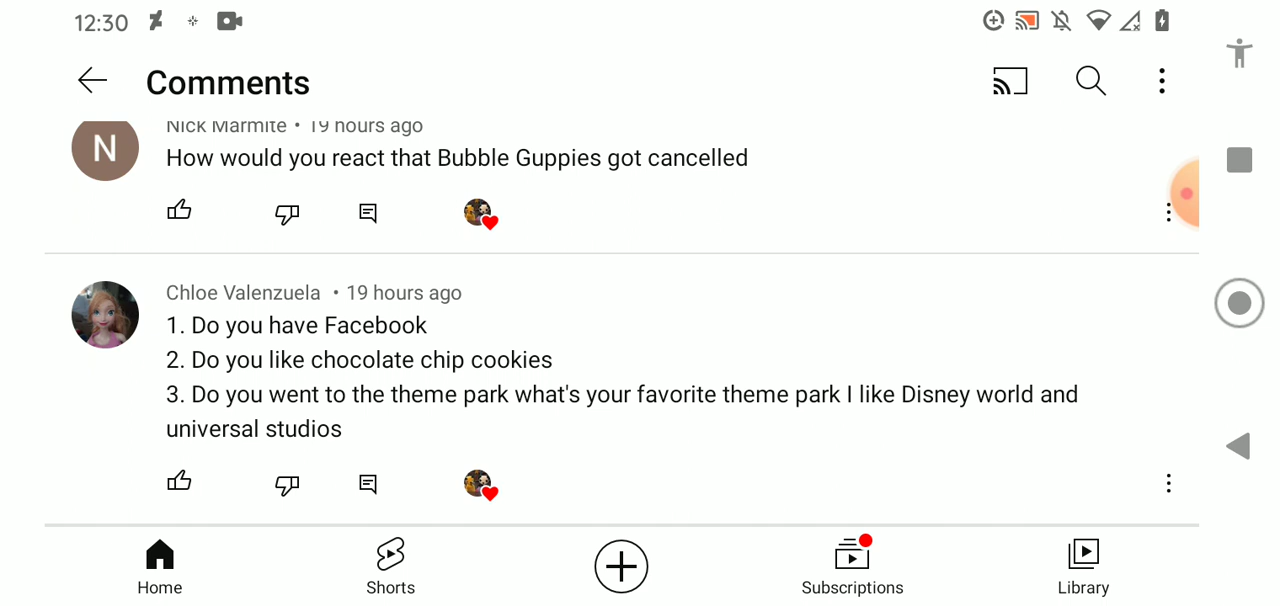 12:30
Comments
Nick Marmite • 19 hours ago
N
How would you react that Bubble Guppies got cancelled
Chloe Valenzuela • 19 hours ago
1. Do you have Facebook
2. Do you like chocolate chip cookies
3. Do you went to the theme park what's your favorite theme park I like Disney world and
universal studios
Home
Shorts
Subscriptions
Library